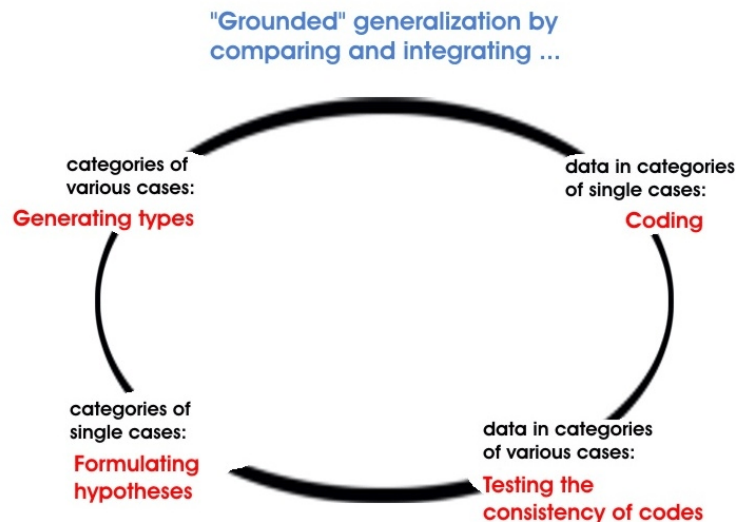 "Grounded" generalization by
comparing and integrating ...
categories of
various cases:
Generating types
data in categories
of single cases:
Coding
categories of
single cases:
Formulating
hypotheses
data in categories
of various cases:
Testing the
consistency of codes